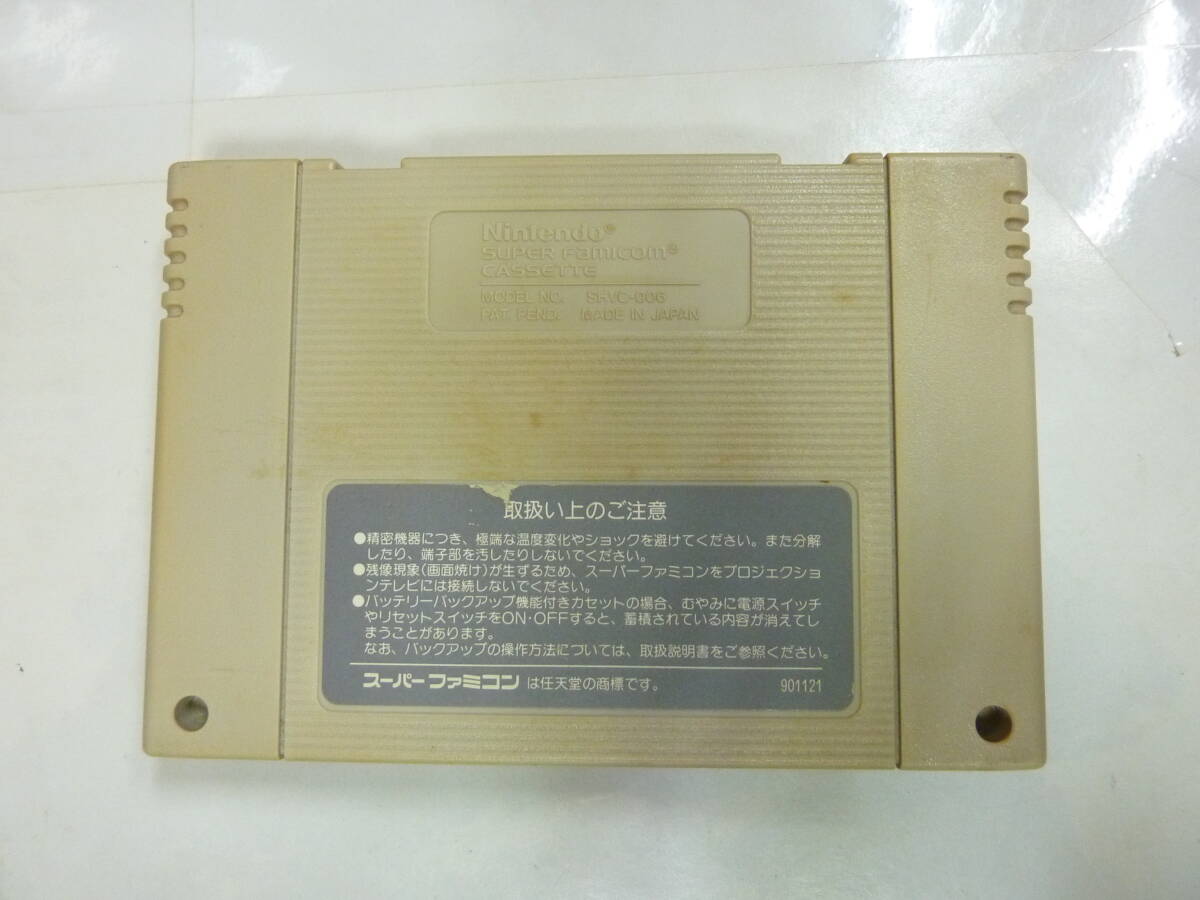 Nintendo®
SUPER Famicom®
CASSETTE
MODEL NO. SHVC-006
PAT. PEND. MADE IN JAPAN
取扱い上のご注意
●精密機器につき、極端な温度変化やショックを避けてください。また分解
したり、端子部を汚したりしないでください。
●残像現象(画面焼け)が生ずるため、スーパーファミコンをプロジェクショ
ンテレビには接続しないでください。
●バッテリーバックアップ機能付きカセットの場合、むやみに電源スイッチ
やリセットスイッチをON・OFFすると、蓄積されている内容が消えてし
まうことがあります。
なお、バックアップの操作方法については、取扱説明書をご参照ください。
スーパーファミコン は任天堂の商標です。 901121